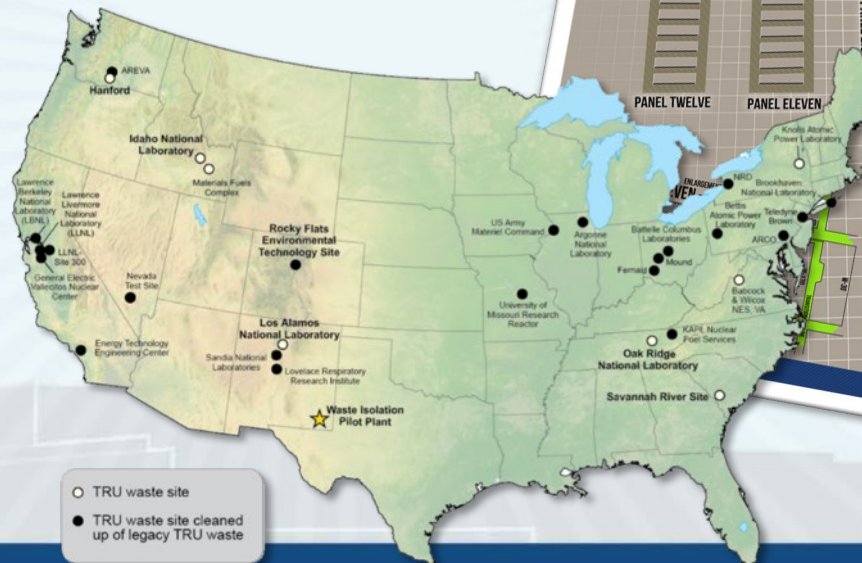 PANEL TWELVE
PANEL ELEVEN
AREVA
Hanford
Idaho National
Laboratory
Materials Fuels
Complex
Lawrence
Berkeley
National
Laboratory
(LBNL)
Lawrence
Livermore
National
Laboratory
(LLNL)
LLNL-
Site 300
General Electric
Vallecitos Nuclear
Center
Nevada
Test Site
Energy Technology
Engineering Center
Rocky Flats
Environmental
Technology Site
Los Alamos
National Laboratory
Sandia National
Laboratories
Lovelace Respiratory
Research Institute
Waste Isolation
Pilot Plant
US Army
Materiel Command
Argonne
National
Laboratory
University of
Missouri Research
Reactor
Battelle Columbus
Laboratories
Mound
Fernald
Knolls Atomic
Power Laboratory
NRD
Brookhaven
National Laboratory
Bettis
Atomic Power
Laboratory
Teledyne
Brown
ARCO
Babcock
& Wilcox
NES, VA
KAPL Nuclear
Fuel Services
Oak Ridge
National Laboratory
Savannah River Site
TRU waste site
TRU waste site cleaned
up of legacy TRU waste